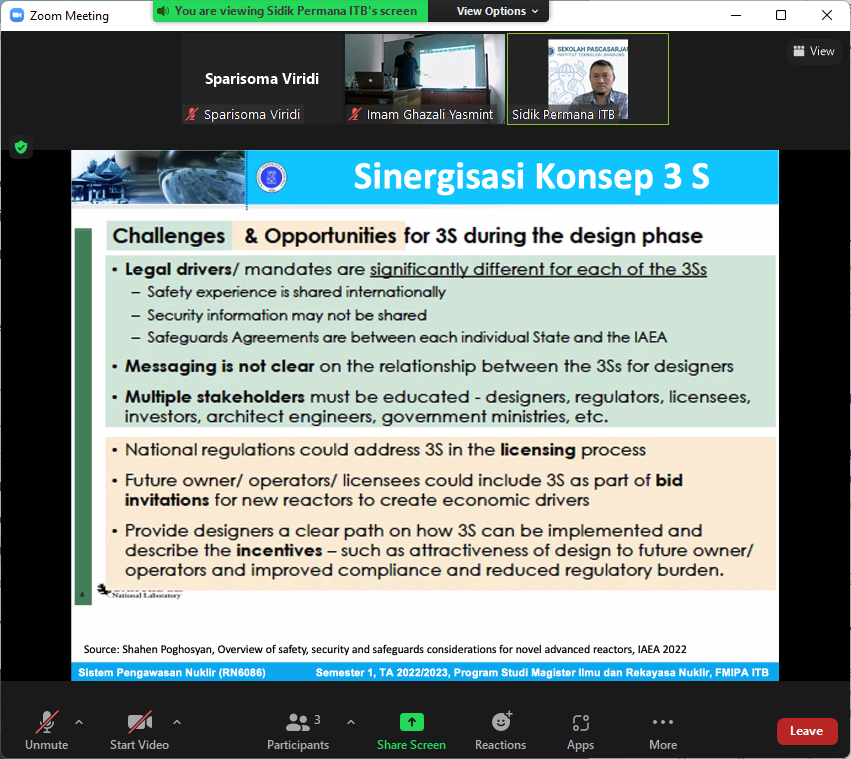 Zoom Meeting
You are viewing Sidik Permana ITB's screen
View Options
Sparisoma Viridi
Sparisoma Viridi
Imam Ghazali Yasmint
SEKOLAH PASCASARJAN
INSTITUT TEKNOLOGI BANDUNG
Sidik Permana ITB
View
Sinergisasi Konsep 3 S
Challenges & Opportunities for 3S during the design phase
• Legal drivers/ mandates are significantly different for each of the 3Ss
– Safety experience is shared internationally
– Security information may not be shared
– Safeguards Agreements are between each individual State and the IAEA
• Messaging is not clear on the relationship between the 3Ss for designers
• Multiple stakeholders must be educated - designers, regulators, licensees,
investors, architect engineers, government ministries, etc.
• National regulations could address 3S in the licensing process
• Future owner/ operators/ licensees could include 3S as part of bid
invitations for new reactors to create economic drivers
• Provide designers a clear path on how 3S can be implemented and
describe the incentives – such as attractiveness of design to future owner/
operators and improved compliance and reduced regulatory burden.
National Laboratory
Source: Shahen Poghosyan, Overview of safety, security and safeguards considerations for novel advanced reactors, IAEA 2022
Sistem Pengawasan Nuklir (RN6086)
Semester 1, TA 2022/2023, Program Studi Magister Ilmu dan Rekayasa Nuklir, FMIPA ITB
Unmute
Start Video
3
Participants
Share Screen
Reactions
Apps
More
Leave